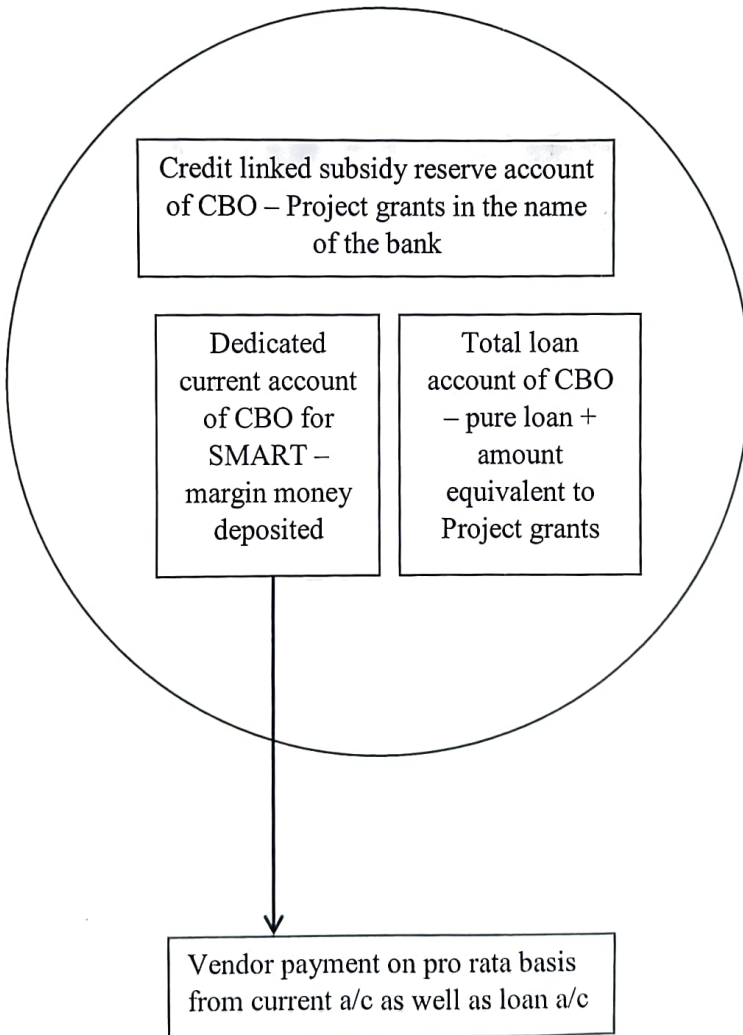 Credit linked subsidy reserve account
of CBO – Project grants in the name
of the bank
Dedicated
current account
of CBO for
SMART –
margin money
deposited
Total loan
account of CBO
– pure loan +
amount
equivalent to
Project grants
Vendor payment on pro rata basis
from current a/c as well as loan a/c